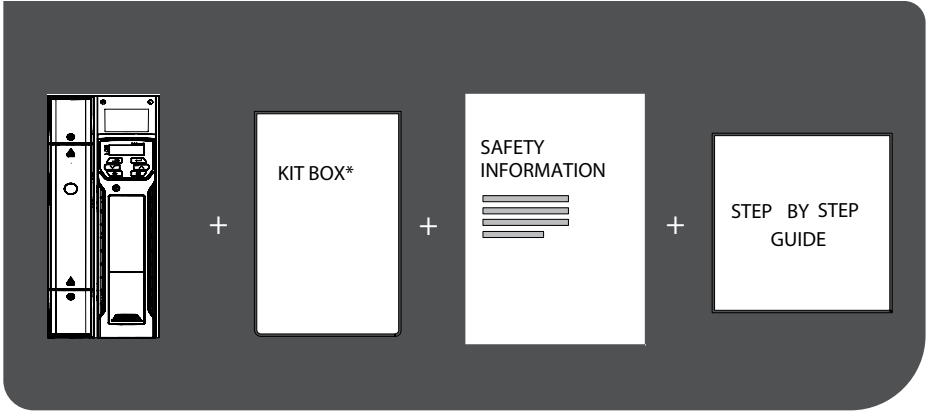 KIT BOX*
SAFETY
INFORMATION
STEP BY STEP
GUIDE
+
+
+